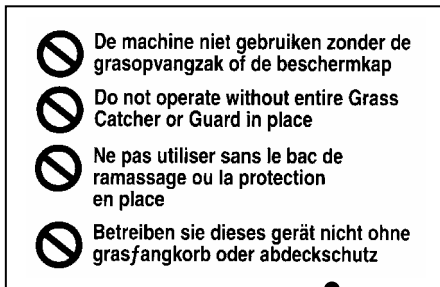 De machine niet gebruiken zonder de
grasopvangzak of de beschermkap
Do not operate without entire Grass
Catcher or Guard in place
Ne pas utiliser sans le bac de
ramassage ou la protection
en place
Betreiben sie dieses gerät nicht ohne
grasfangkorb oder abdeckschutz